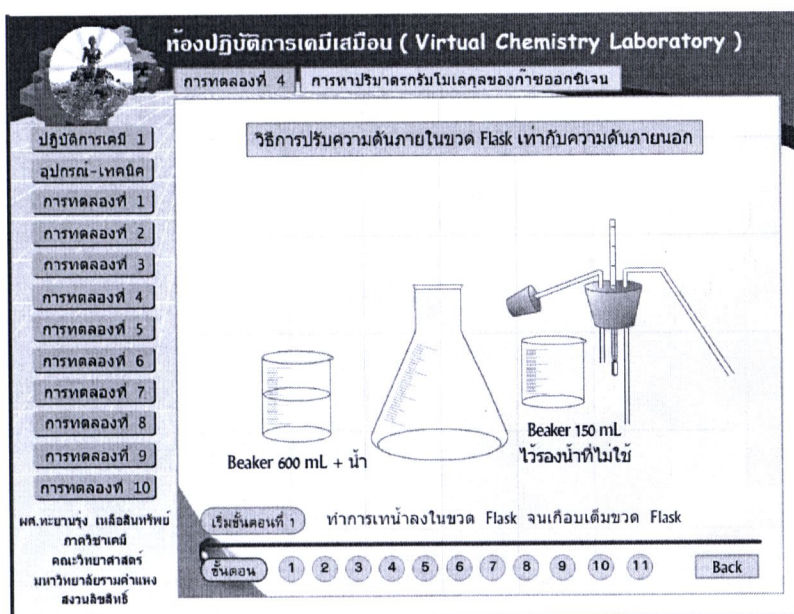 ห้องปฏิบัติการเคมีเสมือน ( Virtual Chemistry Laboratory )
การทดลองที่ 4 การหาปริมาตรกรัมโมเลกุลของก๊าซออกซิเจน
ปฏิบัติการเคมี 1
อุปกรณ์-เทคนิค
การทดลองที่ 1
การทดลองที่ 2
การทดลองที่ 3
การทดลองที่ 4
การทดลองที่ 5
การทดลองที่ 6
การทดลองที่ 7
การทดลองที่ 8
การทดลองที่ 9
การทดลองที่ 10
ผศ.ทะยานรุ่ง เหลือสินทรัพย์
ภาควิชาเคมี
คณะวิทยาศาสตร์
มหาวิทยาลัยรามคำแหง
สงวนลิขสิทธิ์
วิธีการปรับความดันภายในขวด Flask เท่ากับความดันภายนอก
Beaker 600 mL + น้ำ
Beaker 150 mL
ไว้รองน้ำที่ไม่ใช้
เริ่มขั้นตอนที่ 1 ทำการเทน้ำลงในขวด Flask จนเกือบเต็มขวด Flask
ขั้นตอน 1 2 3 4 5 6 7 8 9 10 11 Back